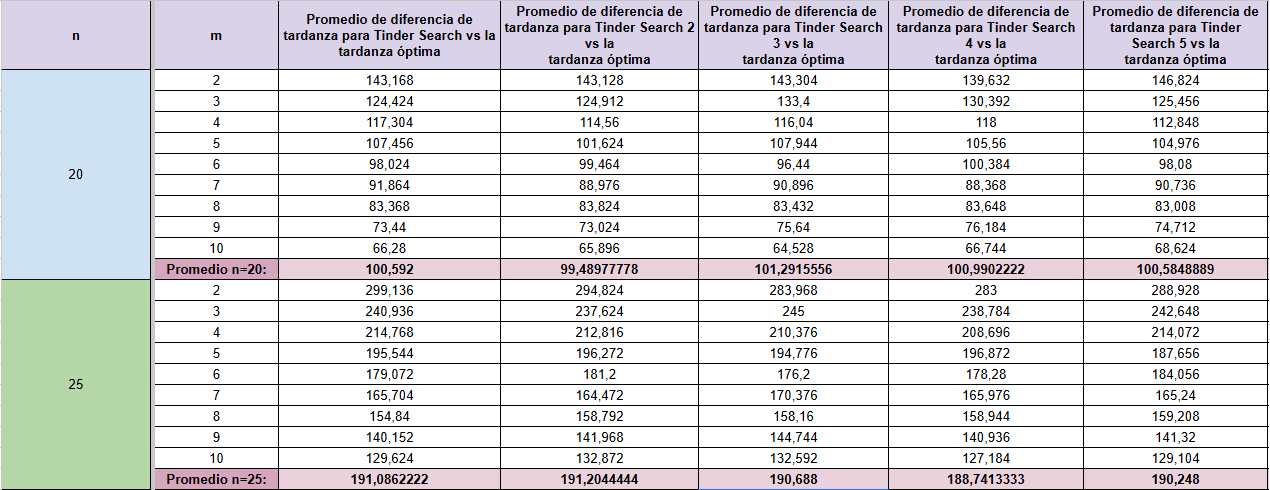 n	m	Promedio de diferencia de tardanza para Tinder Search vs la tardanza óptima	Promedio de diferencia de tardanza para Tinder Search 2 vs la tardanza óptima	Promedio de diferencia de tardanza para Tinder Search 3 vs la tardanza óptima	Promedio de diferencia de tardanza para Tinder Search 4 vs la tardanza óptima	Promedio de diferencia de tardanza para Tinder Search 5 vs la tardanza óptima
20
2	143,168	143,128	143,304	139,632	146,824
3	124,424	124,912	133,4	130,392	125,456
4	117,304	114,56	116,04	118	112,848
5	107,456	101,624	107,944	105,56	104,976
6	98,024	99,464	96,44	100,384	98,08
7	91,864	88,976	90,896	88,368	90,736
8	83,368	83,824	83,432	83,648	83,008
9	73,44	73,024	75,64	76,184	74,712
10	66,28	65,896	64,528	66,744	68,624
Promedio n=20:	100,592	99,48977778	101,2915556	100,9902222	100,5848889
25
2	299,136	294,824	283,968	283	288,928
3	240,936	237,624	245	238,784	242,648
4	214,768	212,816	210,376	208,696	214,072
5	195,544	196,272	194,776	196,872	187,656
6	179,072	181,2	176,2	178,28	184,056
7	165,704	164,472	170,376	165,976	165,24
8	154,84	158,792	158,16	158,944	159,208
9	140,152	141,968	144,744	140,936	141,32
10	129,624	132,872	132,592	127,184	129,104
Promedio n=25:	191,0862222	191,2044444	190,688	188,7413333	190,248